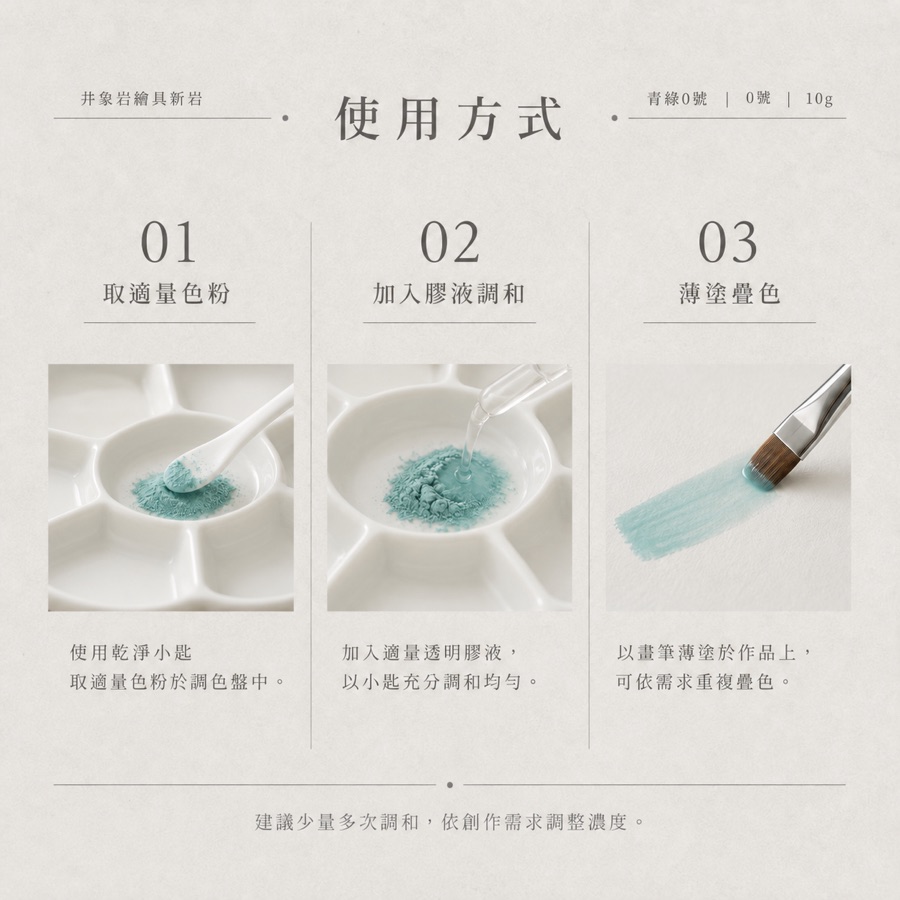 井象岩繪具新岩
使用方式
青綠0號 | 0號 | 10g
01
取適量色粉
使用乾淨小匙
取適量色粉於調色盤中。
02
加入膠液調和
加入適量透明膠液，
以小匙充分調和均勻。
03
薄塗疊色
以畫筆薄塗於作品上，
可依需求重複疊色。
建議少量多次調和，依創作需求調整濃度。